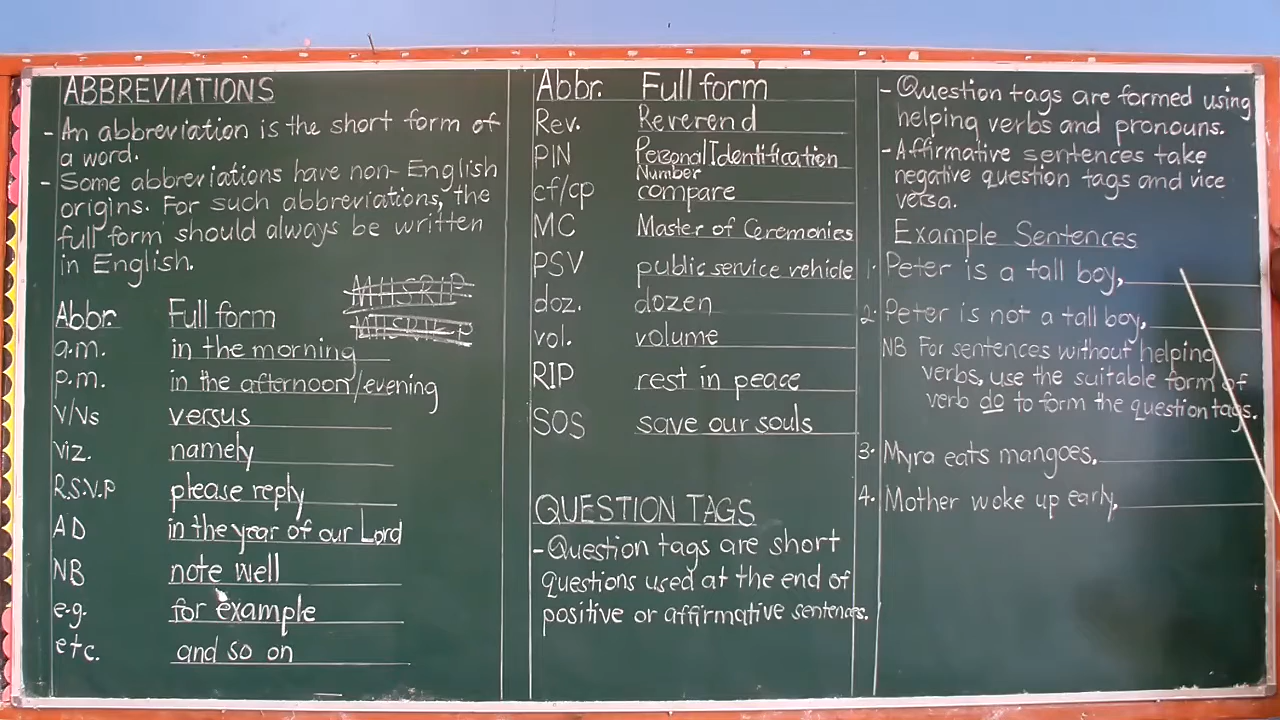 ABBREVIATIONS
- An abbreviation is the short form of
a word.
- Some abbreviations have non-English
origins. For such abbreviations, the
full form should always be written
in English.
Abbr. Full form
a.m. in the morning
p.m. in the afternoon/evening
V/Vs versus
viz. namely
R.S.V.P please reply
AD in the year of our Lord
NB note well
e.g. for example
etc. and so on
Abbr. Full form
Rev. Reverend
PIN Personal Identification
Number
cf/cp compare
MC Master of Ceremonies
PSV public service vehicle
doz. dozen
vol. volume
RIP rest in peace
SOS save our souls
QUESTION TAGS
- Question tags are short
questions used at the end of
positive or affirmative sentences.
- Question tags are formed using
helping verbs and pronouns.
- Affirmative sentences take
negative question tags and vice
versa.
Example Sentences
1. Peter is a tall boy,
2. Peter is not a tall boy,
NB For sentences without helping
verbs, use the suitable form of
verb do to form the question tags.
3. Myra eats mangoes,
4. Mother woke up early,